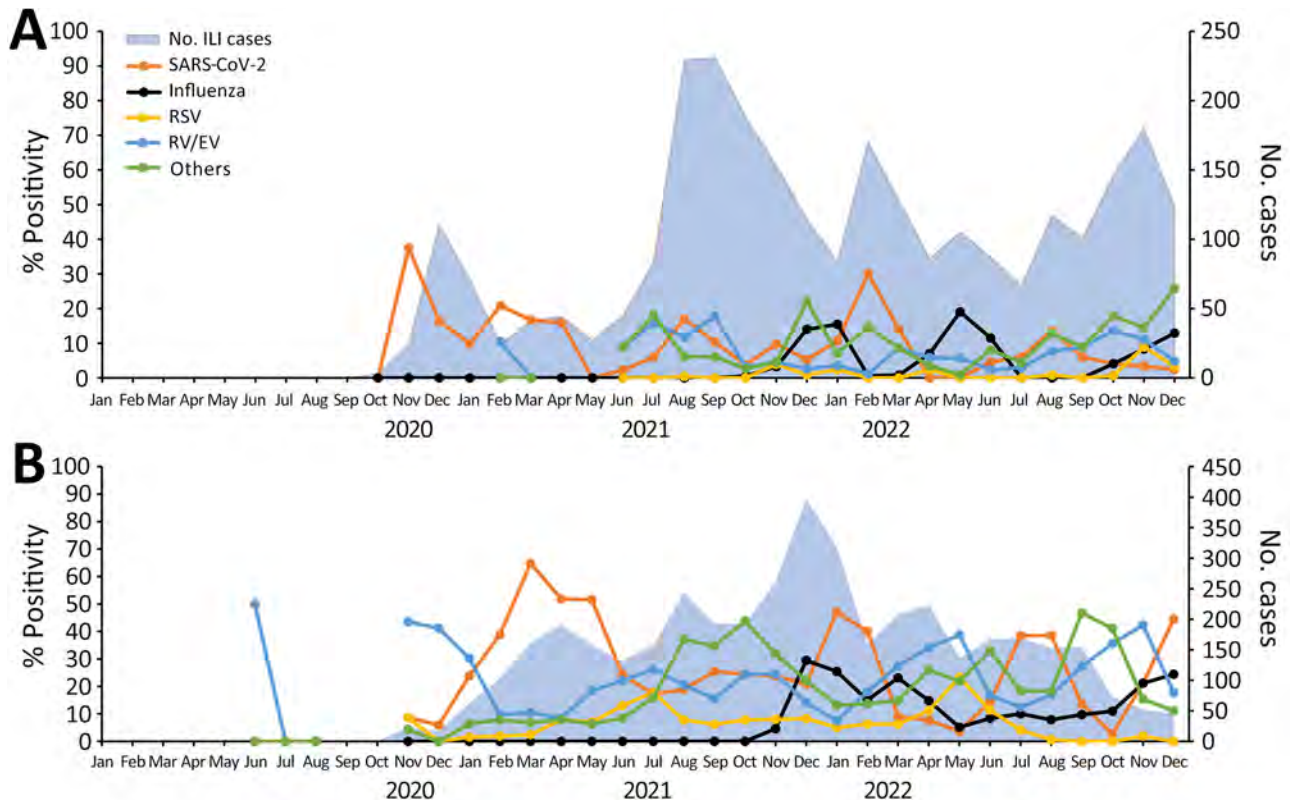 A
100
90
80
70
60
50
40
30
20
10
0
% Positivity
No. ILI cases
SARS-CoV-2
Influenza
RSV
RV/EV
Others
250
200
150
100
50
0
No. cases
Jan Feb Mar Apr May Jun Jul Aug Sep Oct Nov Dec Jan Feb Mar Apr May Jun Jul Aug Sep Oct Nov Dec Jan Feb Mar Apr May Jun Jul Aug Sep Oct Nov Dec
2020 2021 2022
B
100
90
80
70
60
50
40
30
20
10
0
% Positivity
450
400
350
300
250
200
150
100
50
0
No. cases
Jan Feb Mar Apr May Jun Jul Aug Sep Oct Nov Dec Jan Feb Mar Apr May Jun Jul Aug Sep Oct Nov Dec Jan Feb Mar Apr May Jun Jul Aug Sep Oct Nov Dec
2020 2021 2022